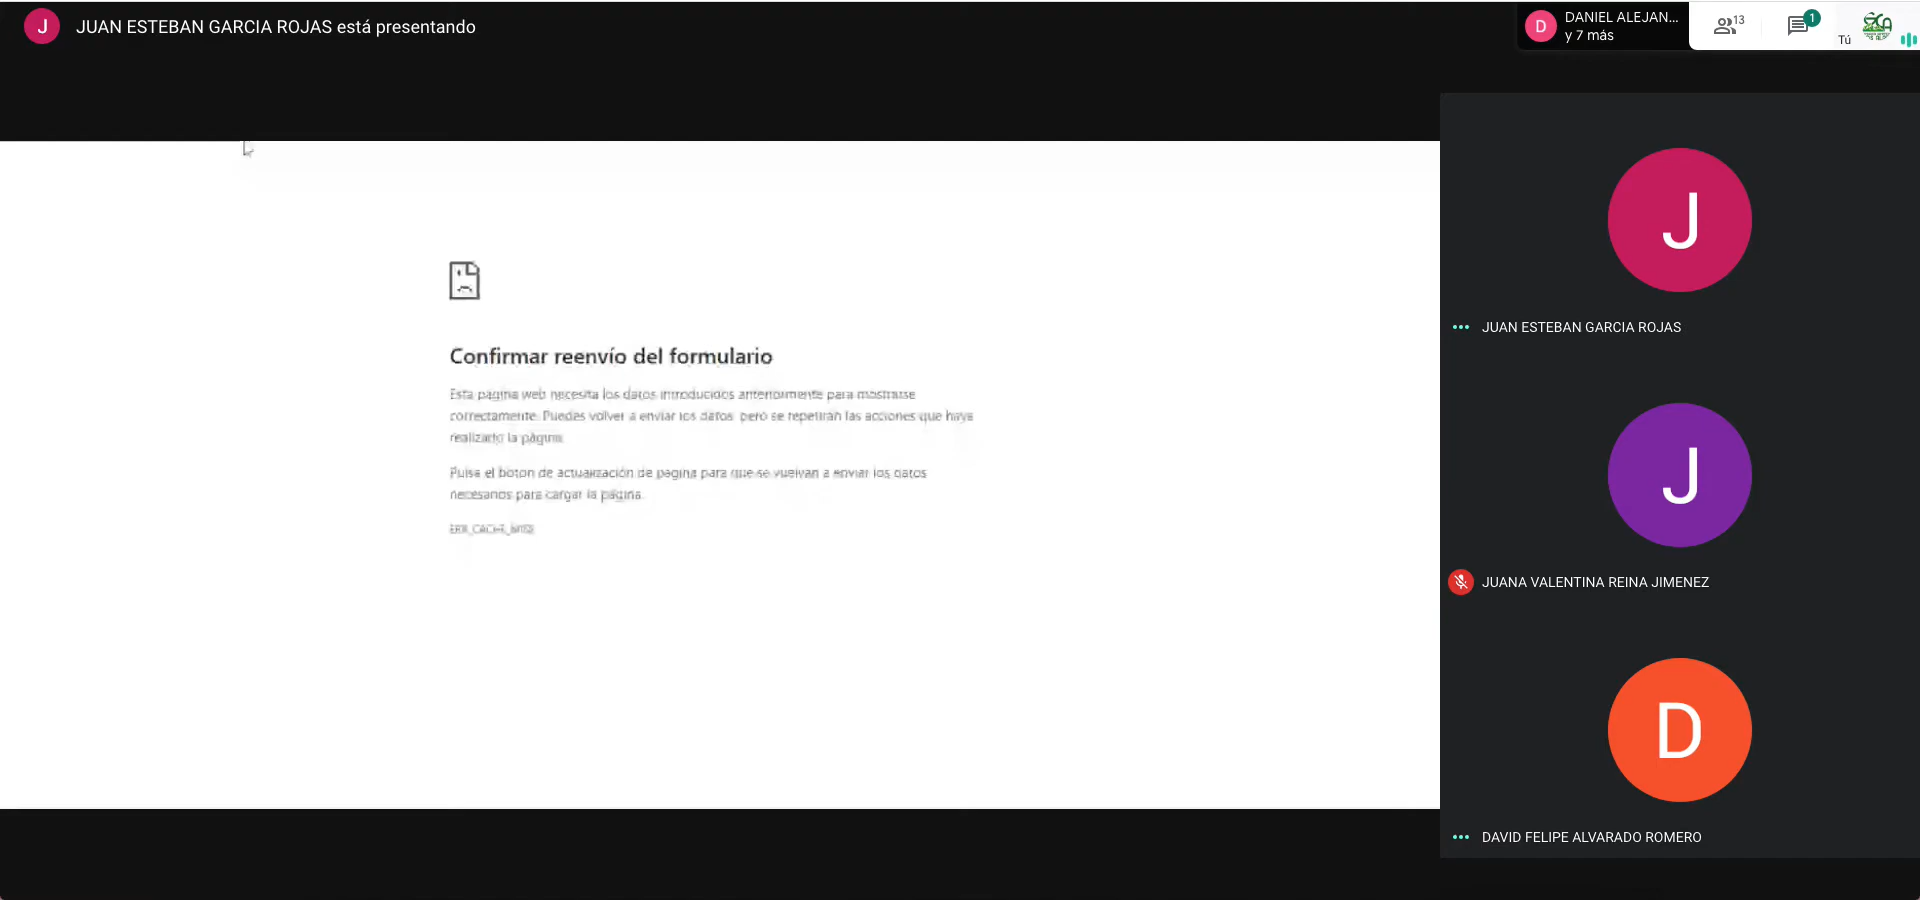 J JUAN ESTEBAN GARCIA ROJAS está presentando
D DANIEL ALEJAN...
y 7 más
13
1
Tú
J
JUAN ESTEBAN GARCIA ROJAS
J
JUANA VALENTINA REINA JIMENEZ
D
DAVID FELIPE ALVARADO ROMERO
Confirmar reenvío del formulario
Esta página web necesita los datos introducidos anteriormente para mostrarse
correctamente. Puedes volver a enviar los datos, pero se repetirán las acciones que haya
realizado la página.
Pulsa el botón de actualización de página para que se vuelvan a enviar los datos
necesarios para cargar la página.
ERR_CACHE_MISS